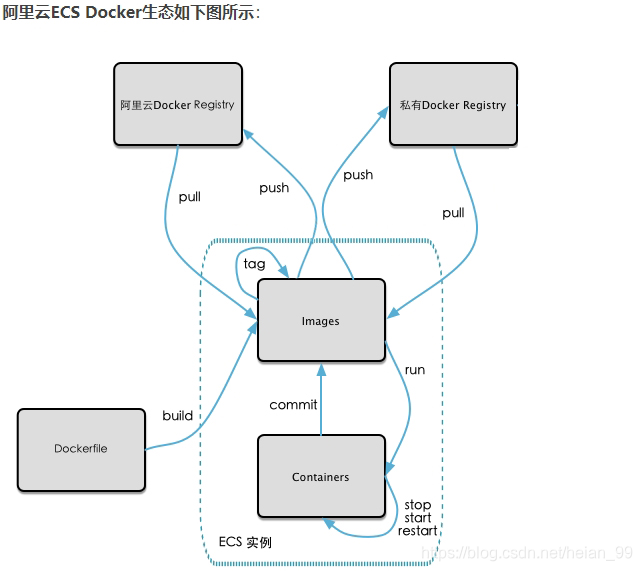 阿里云ECS Docker生态如下图所示：
阿里云Docker Registry
私有Docker Registry
pull
push
push
pull
tag
Images
run
commit
build
Dockerfile
Containers
stop
start
restart
ECS 实例
https://blog.csdn.net/heian_99